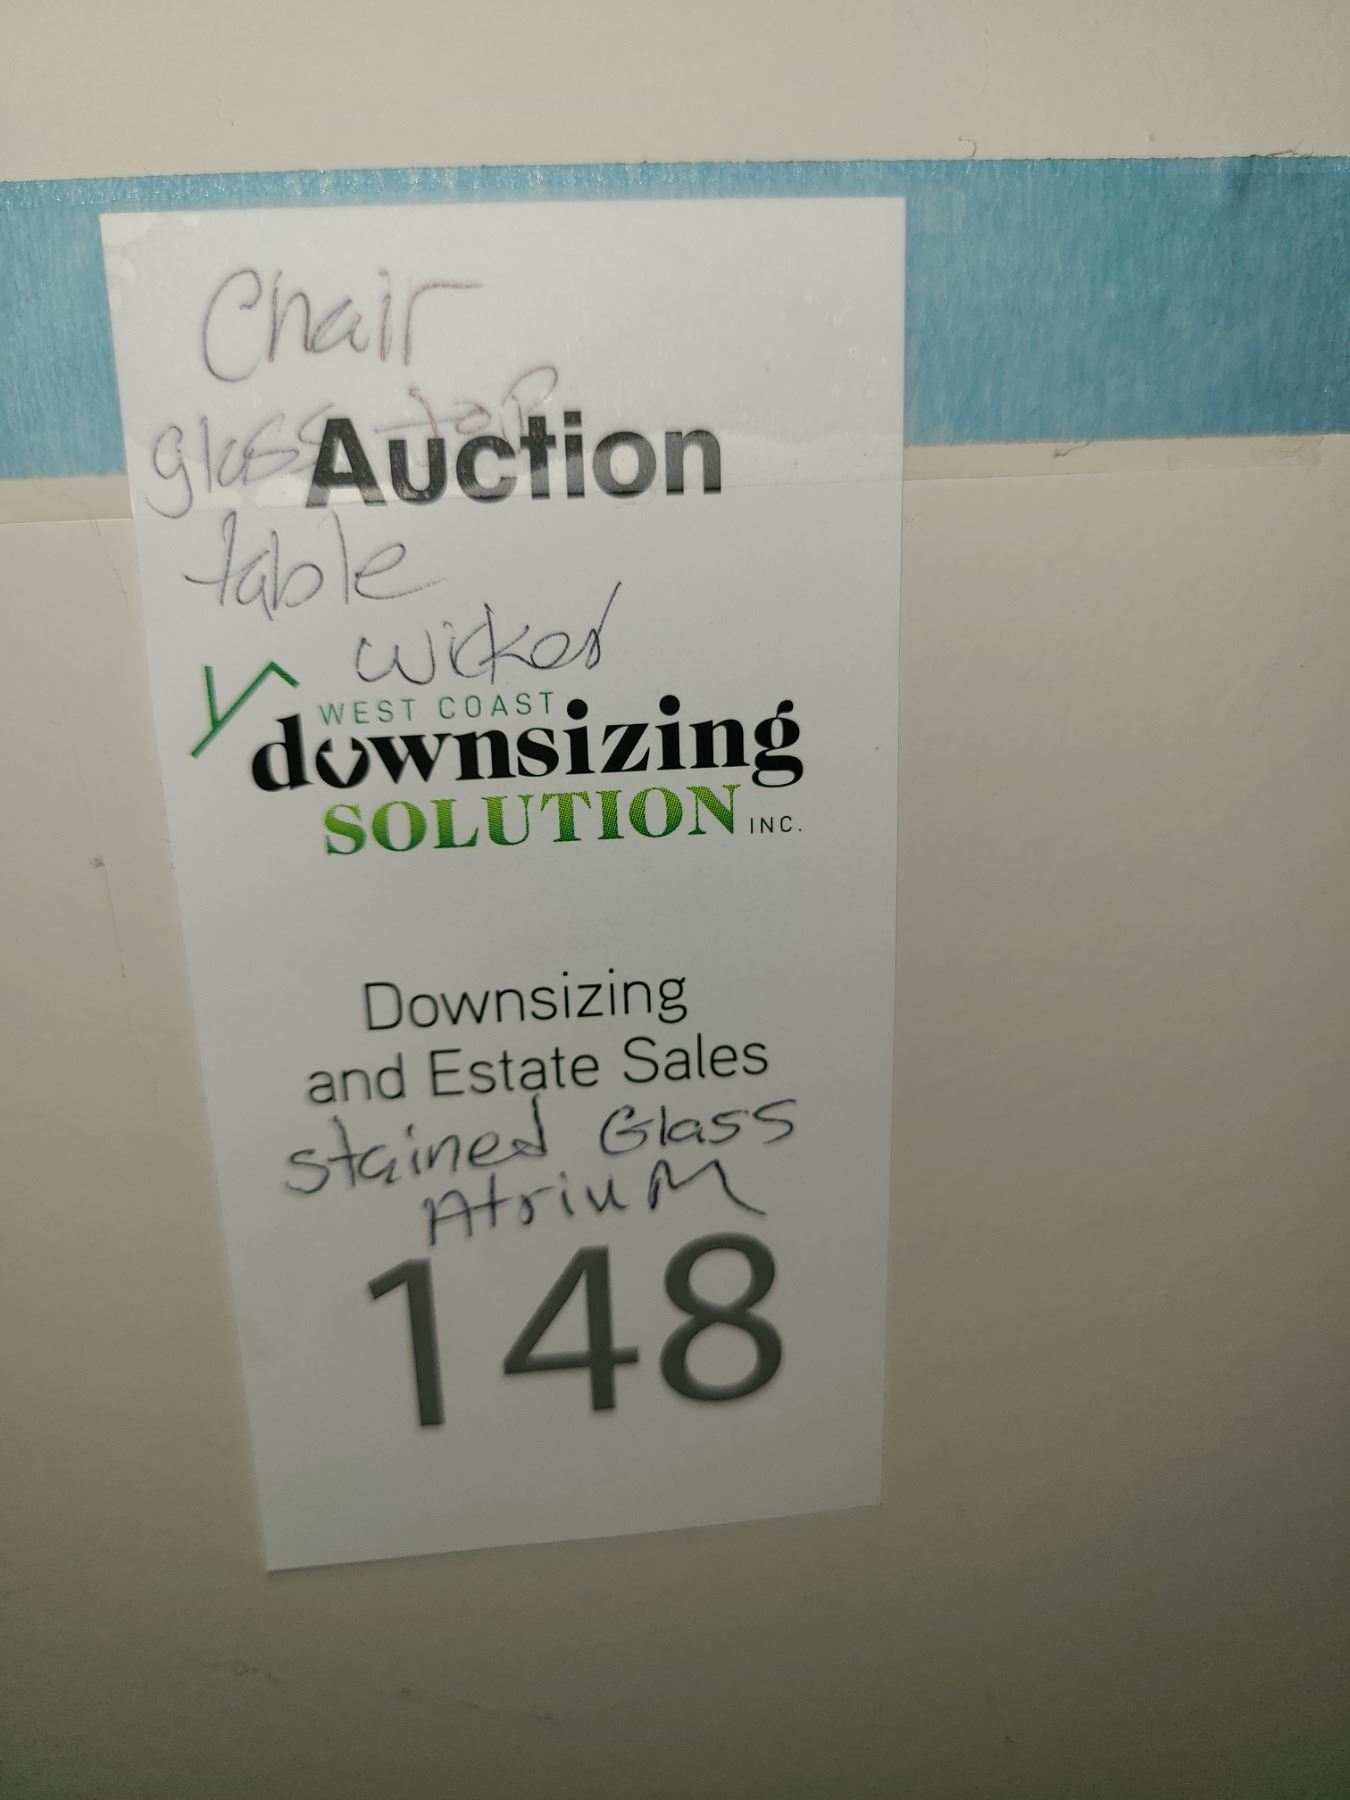 Chair
glass top
Auction
table
wicker
WEST COAST
downsizing
SOLUTION INC.
Downsizing
and Estate Sales
stained Glass
AtriuM
148